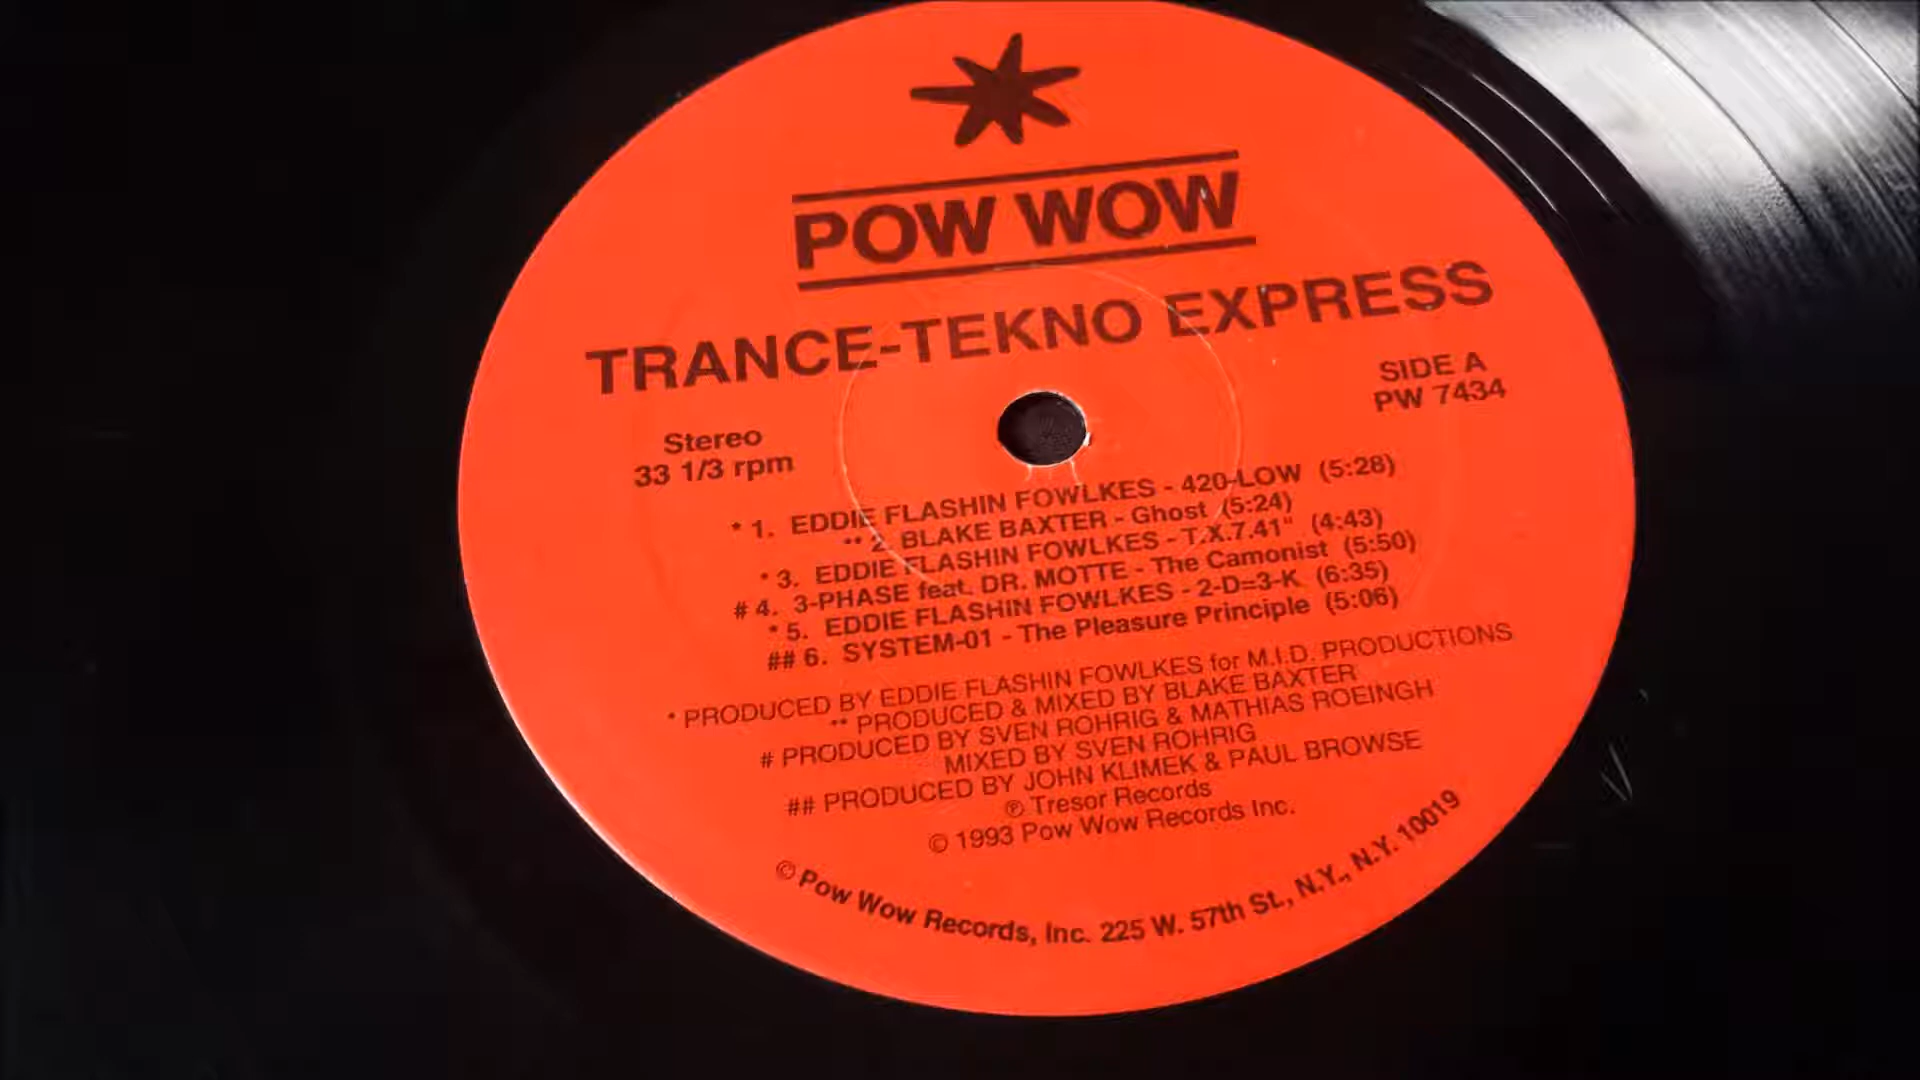 POW WOW
TRANCE-TEKNO EXPRESS
SIDE A
PW 7434
Stereo
33 1/3 rpm
* 1. EDDIE FLASHIN FOWLKES - 420-LOW (5:28)
** 2. BLAKE BAXTER - Ghost (5:24)
* 3. EDDIE FLASHIN FOWLKES - T.X.7.41" (4:43)
# 4. 3-PHASE feat. DR. MOTTE - The Camonist (5:50)
* 5. EDDIE FLASHIN FOWLKES - 2-D=3-K (6:35)
## 6. SYSTEM-01 - The Pleasure Principle (5:06)
* PRODUCED BY EDDIE FLASHIN FOWLKES for M.I.D. PRODUCTIONS
** PRODUCED & MIXED BY BLAKE BAXTER
# PRODUCED BY SVEN ROHRIG & MATHIAS ROEINGH
MIXED BY SVEN ROHRIG
## PRODUCED BY JOHN KLIMEK & PAUL BROWSE
℗ Tresor Records
© 1993 Pow Wow Records Inc.
© Pow Wow Records, Inc. 225 W. 57th St., N.Y., N.Y. 10019